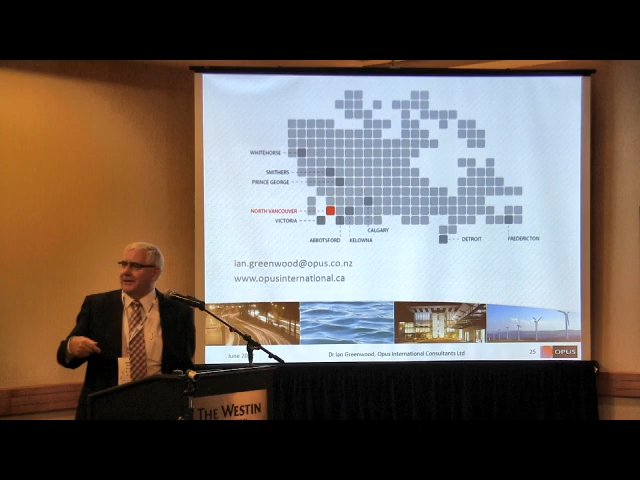 WHITEHORSE
SMITHERS
PRINCE GEORGE
NORTH VANCOUVER
VICTORIA
CALGARY
ABBOTSFORD
KELOWNA
DETROIT
FREDERICTON
ian.greenwood@opus.co.nz
www.opusinternational.ca
June
Dr Ian Greenwood, Opus International Consultants Ltd
25
OPUS
THE WESTIN